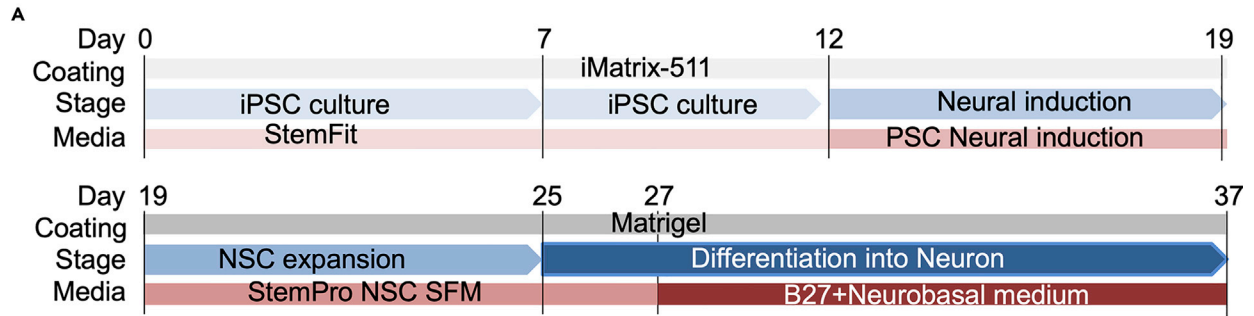 A
Day 0 7 12 19
Coating iMatrix-511
Stage iPSC culture iPSC culture Neural induction
Media StemFit PSC Neural induction
Day 19 25 27 37
Coating Matrigel
Stage NSC expansion Differentiation into Neuron
Media StemPro NSC SFM B27+Neurobasal medium